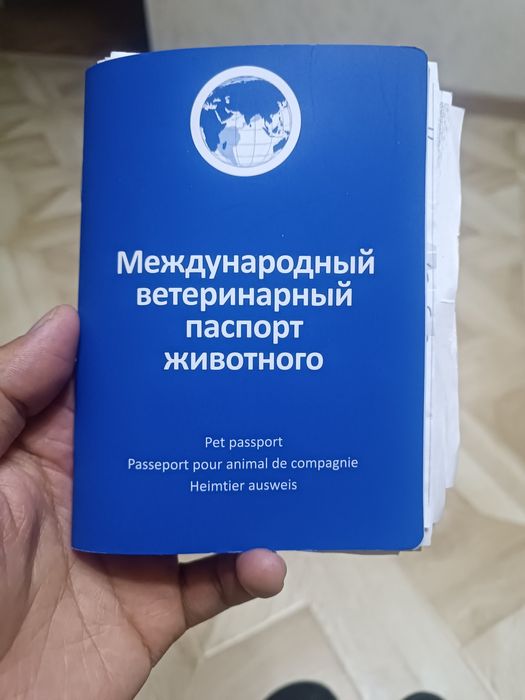 Международный
ветеринарный
паспорт
животного
Pet passport
Passeport pour animal de compagnie
Heimtier ausweis